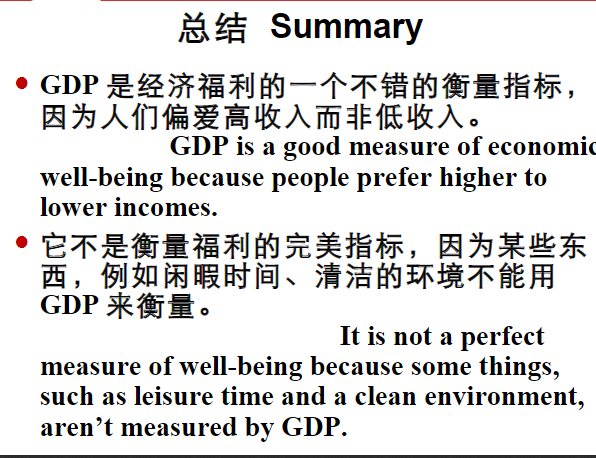 总结 Summary
GDP 是经济福利的一个不错的衡量指标，
因为人们偏爱高收入而非低收入。
GDP is a good measure of economic
well-being because people prefer higher to
lower incomes.
它不是衡量福利的完美指标，因为某些东
西，例如闲暇时间、清洁的环境不能用
GDP 来衡量。
It is not a perfect
measure of well-being because some things,
such as leisure time and a clean environment,
aren’t measured by GDP.